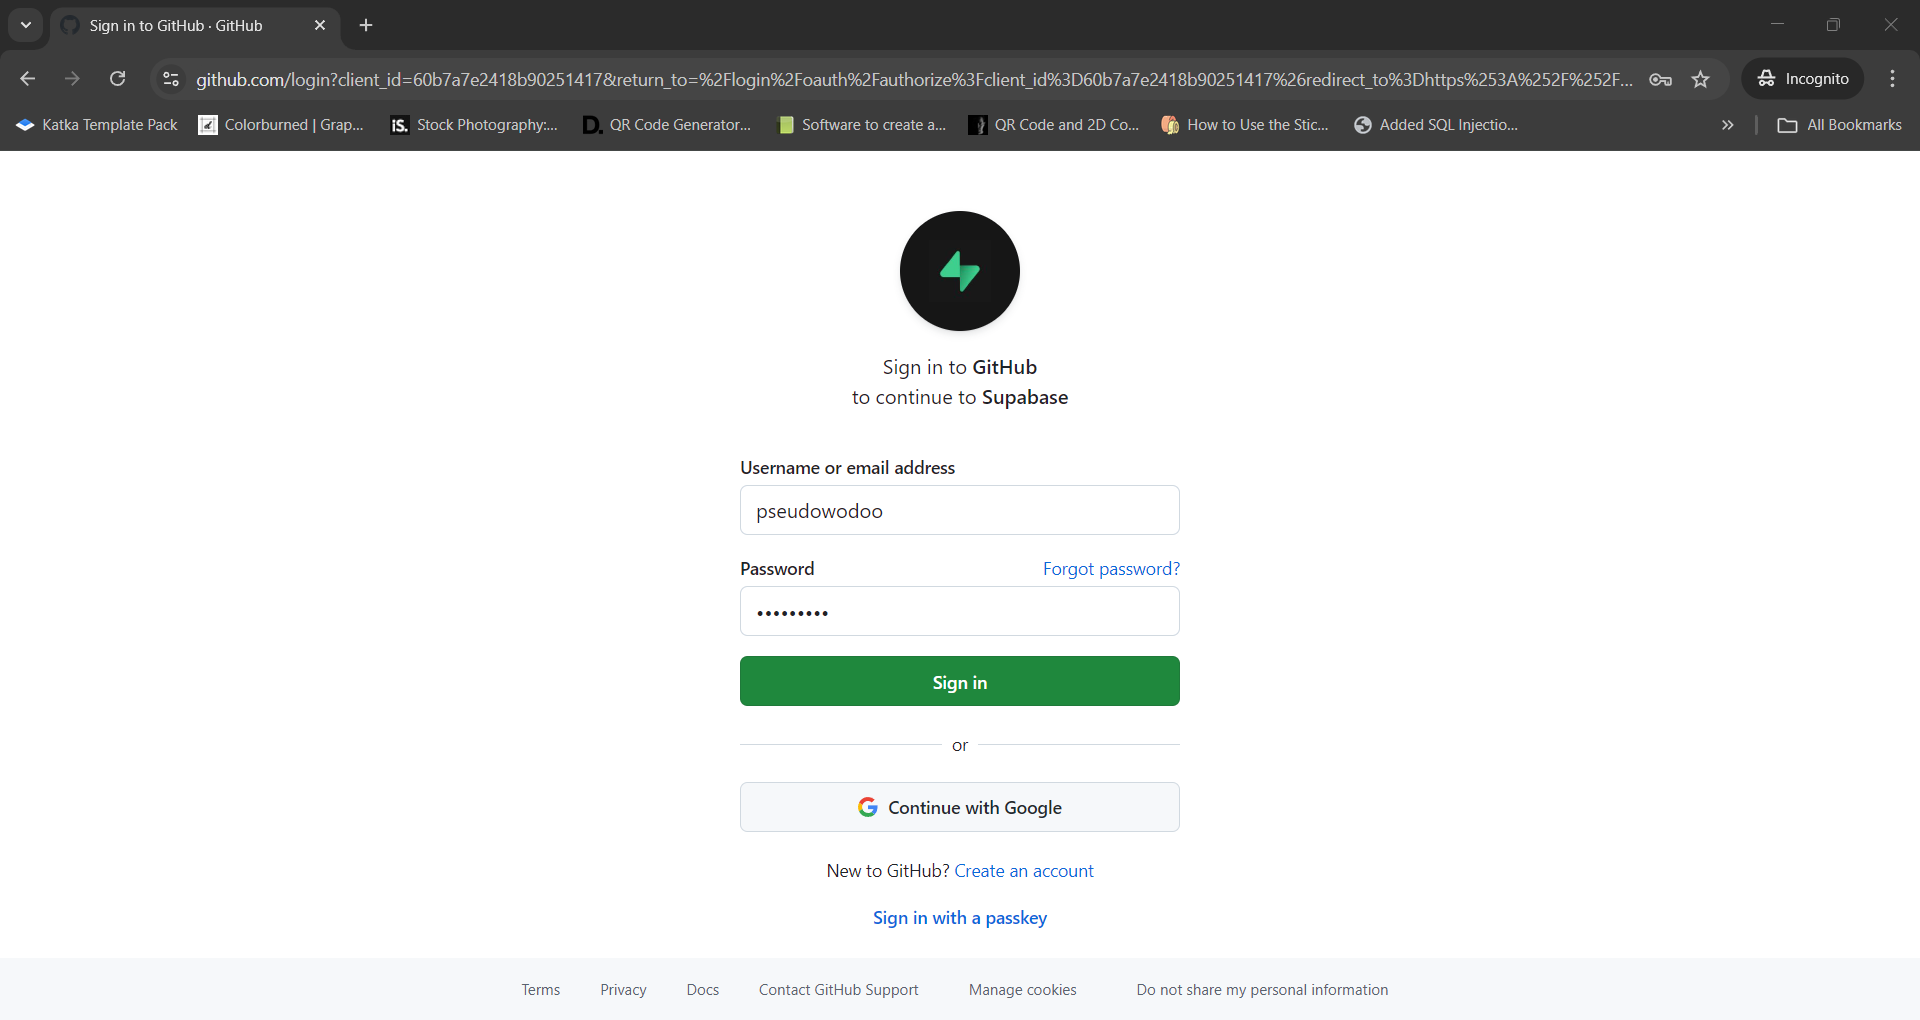 Sign in to GitHub · GitHub
github.com/login?client_id=60b7a7e2418b90251417&return_to=%2Flogin%2Foauth%2Fauthorize%3Fclient_id%3D60b7a7e2418b90251417%26redirect_to%3Dhttps%253A%252F%252F...
Incognito
Katka Template Pack
Colorburned | Grap...
iS. Stock Photography:...
D. QR Code Generator...
Software to create a...
QR Code and 2D Co...
How to Use the Stic...
Added SQL Injectio...
All Bookmarks
Sign in to GitHub
to continue to Supabase
Username or email address
pseudowodoo
Password
Forgot password?
•••••••••
Sign in
or
Continue with Google
New to GitHub? Create an account
Sign in with a passkey
Terms
Privacy
Docs
Contact GitHub Support
Manage cookies
Do not share my personal information